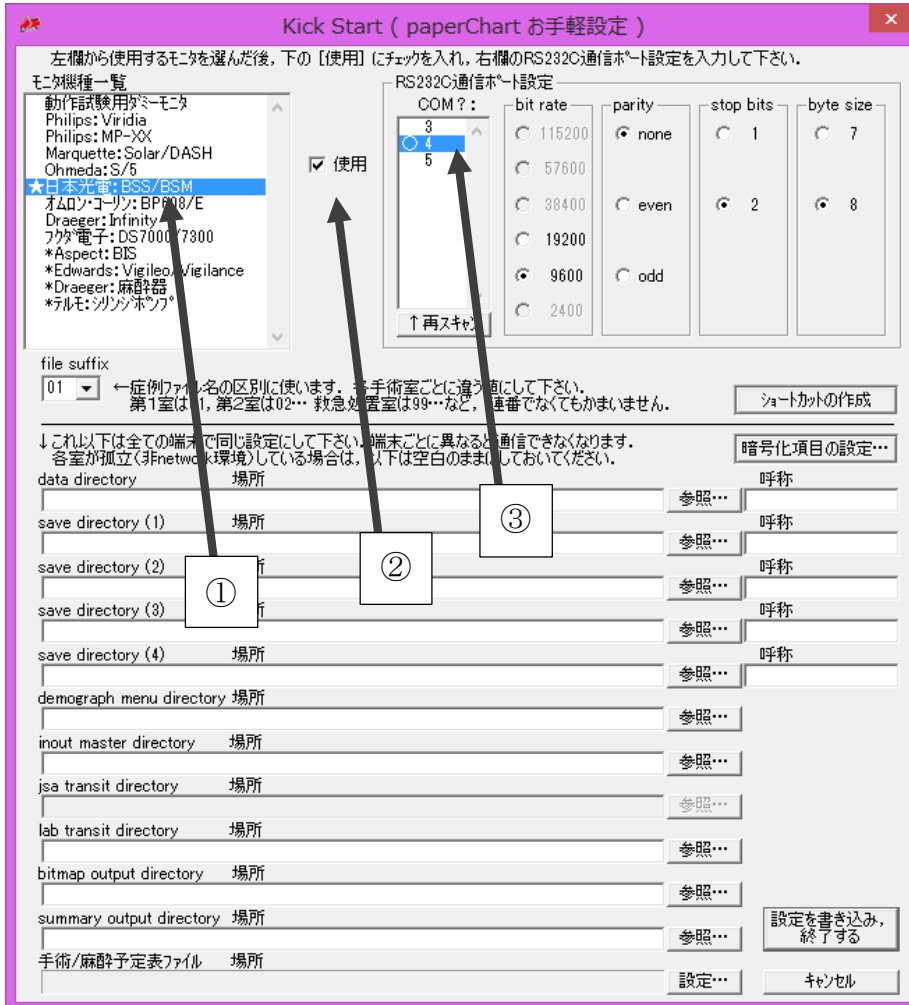 Kick Start ( paperChart お手軽設定 )
左欄から使用するモニタを選んだ後, 下の [使用] にチェックを入れ, 右欄のRS232C通信ポート設定を入力して下さい.
モニタ機種一覧
動作試験用ダミーモニタ
Philips: Viridia
Philips: MP-XX
Marquette: Solar/DASH
Ohmeda: S/5
★日本光電: BSS/BSM
オムロン・コーリン: BP608/E
Draeger: Infinity
フクダ電子: DS7000/7300
*Aspect: BIS
*Edwards: Vigileo/Vigilance
*Draeger: 麻酔器
*テルモ: シリンジポンプ
使用
RS232C通信ポート設定
COM ? :
3
○ 4
5
↑再スキャン
bit rate
115200
57600
38400
19200
9600
2400
parity
none
even
odd
stop bits
1
2
byte size
7
8
file suffix
01
←症例ファイル名の区別に使います. 各手術室ごとに違う値にして下さい.
第1室は01, 第2室は02… 救急処置室は99…など, 連番でなくてもかまいません.
ショートカットの作成
↓これ以下は全ての端末で同じ設定にして下さい. 端末ごとに異なると通信できなくなります.
各室が孤立(非network環境)している場合は, 以下は空白のままにしておいてください.
暗号化項目の設定…
data directory 場所
呼称
参照…
save directory (1) 場所
呼称
参照…
save directory (2)
所
呼称
参照…
save directory (3)
所
呼称
参照…
save directory (4) 場所
呼称
参照…
demograph menu directory 場所
参照…
inout master directory 場所
参照…
jsa transit directory 場所
参照…
lab transit directory 場所
参照…
bitmap output directory 場所
参照…
summary output directory 場所
参照…
手術/麻酔予定表ファイル 場所
設定…
設定を書き込み,
終了する
キャンセル
①
②
③